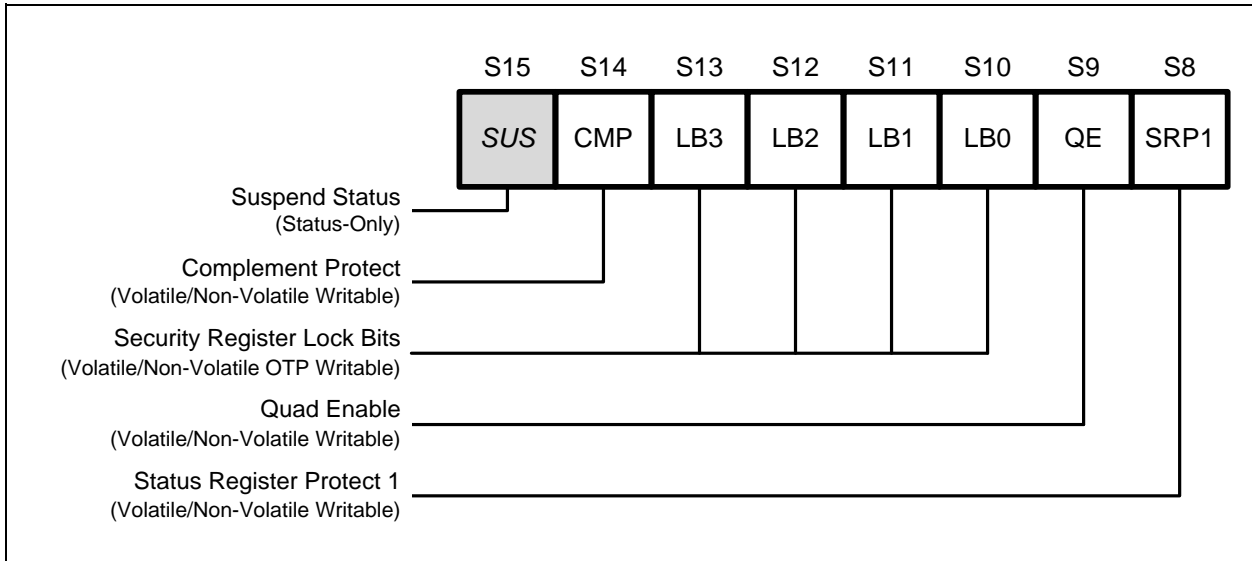 S15 S14 S13 S12 S11 S10 S9 S8
SUS CMP LB3 LB2 LB1 LB0 QE SRP1
Suspend Status
(Status-Only)
Complement Protect
(Volatile/Non-Volatile Writable)
Security Register Lock Bits
(Volatile/Non-Volatile OTP Writable)
Quad Enable
(Volatile/Non-Volatile Writable)
Status Register Protect 1
(Volatile/Non-Volatile Writable)